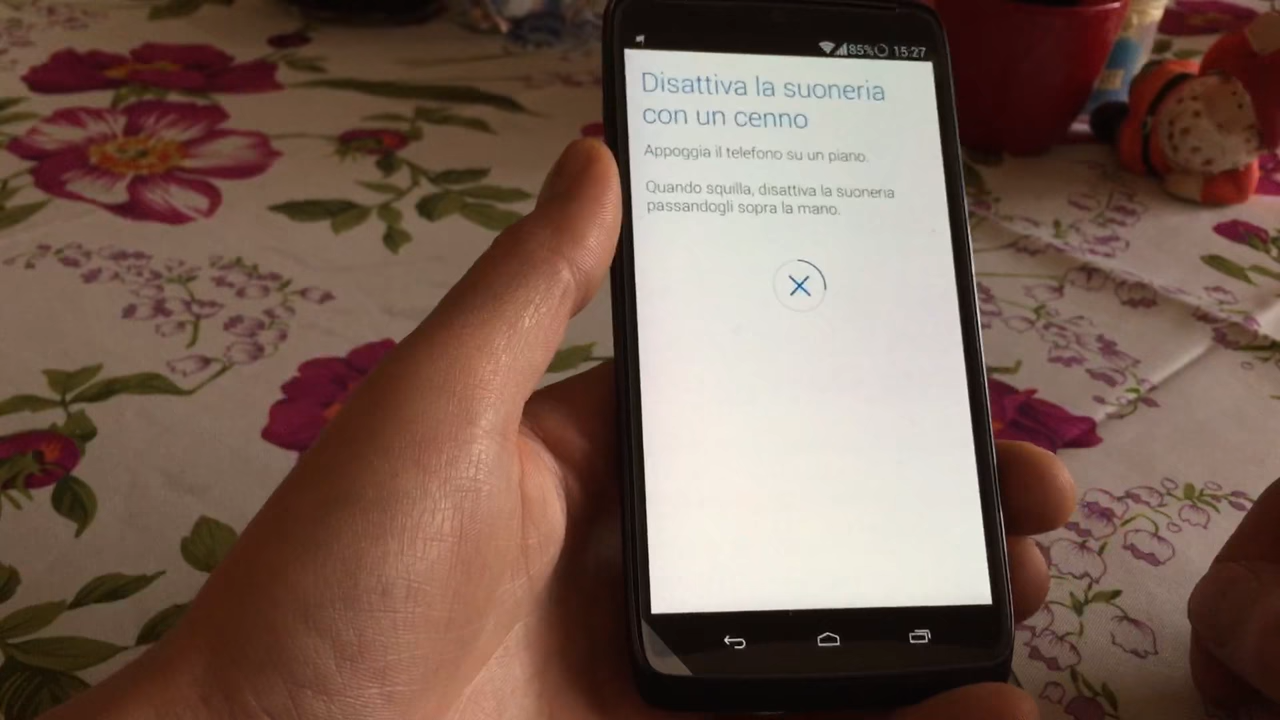 85% 15:27
Disattiva la suoneria
con un cenno
Appoggia il telefono su un piano.
Quando squilla, disattiva la suoneria
passandogli sopra la mano.